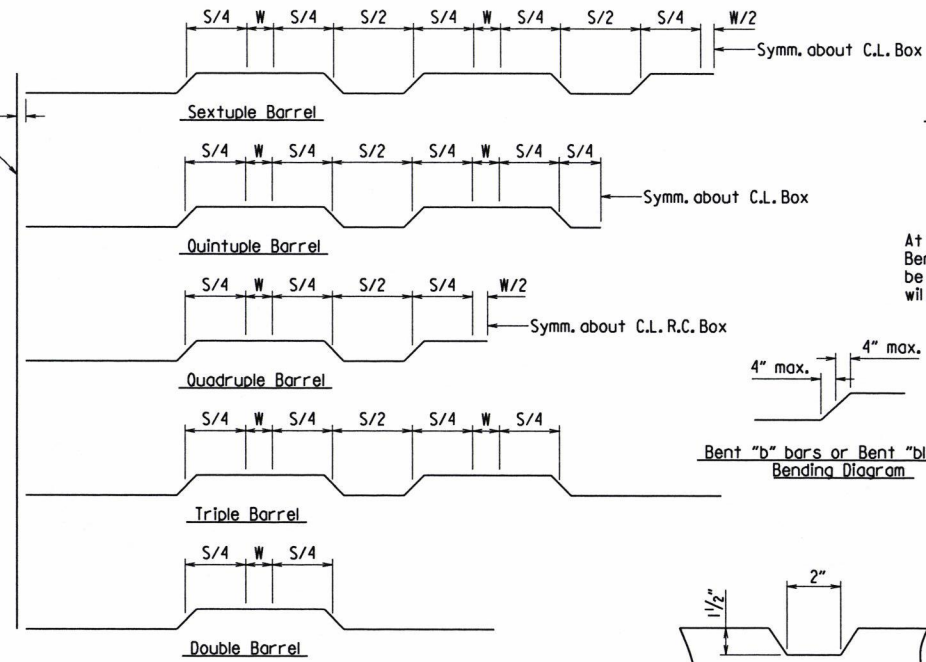 S/4 W S/4 S/2 S/4 W S/4 S/2 S/4 W/2
Symm. about C.L. Box
Sextuple Barrel
S/4 W S/4 S/2 S/4 W S/4 S/4
Symm. about C.L. Box
Quintuple Barrel
At
Ben
be
wil
S/4 W S/4 S/2 S/4 W/2
Symm. about C.L. R.C. Box
Quadruple Barrel
4" max.
4" max.
Bent "b" bars or Bent "bl
Bending Diagram
S/4 W S/4 S/2 S/4 W S/4
Triple Barrel
S/4 W S/4
Double Barrel
2"
1½"